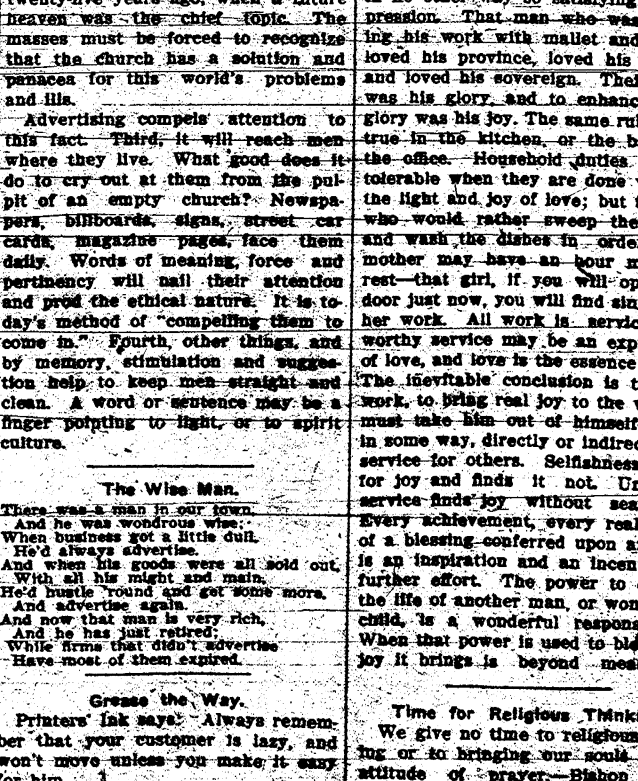 twenty-five years ago, when a future
heaven was the chief topic. The
masses must be forced to recognize
that the church has a solution and
panacea for this world's problems
and ills.
Advertising compels attention to
this fact. Third, it will reach men
where they live. What good does it
do to cry out at them from the pul-
pit of an empty church? Newspa-
pers, billboards, signs, street car
cards, magazine pages, face them
daily. Words of meaning, force and
pertinency will nail their attention
and prod the ethical nature. It is to-
day's method of "compelling them to
come in." Fourth, other things, and
by memory, stimulation and sugges-
tion help to keep men straight and
clean. A word or sentence may be a
finger pointing to light, or to spirit
culture.
The Wise Man.
There was a man in our town,
And he was wondrous wise;
When business got a little dull,
He'd always advertise.
And when his goods were all sold out,
With all his might and main,
He'd hustle 'round and get some more,
And advertise again.
And now that man is very rich,
And he has just retired;
While firms that didn't advertise
Have most of them expired.
Grease the Way.
Printers' Ink says: "Always remem-
ber that your customer is lazy, and
won't move unless you make it easy
for him.
pression. That man who was
ing his work with mallet and
loved his province, loved his
and loved his sovereign. Thei
was his glory, and to enhanc
glory was his joy. The same ru
true in the kitchen, or the b
the office. Household duties
tolerable when they are done
the light and joy of love; but
who would rather sweep the
and wash the dishes in orde
mother may have an hour m
rest—that girl, if you will op
door just now, you will find sin
her work. All work is servic
worthy service may be an exp
of love, and love is the essence
The inevitable conclusion is t
work, to bring real joy to the w
must take him out of himself
in some way, directly or indirec
service for others. Selfishness
for joy and finds it not. Un
service finds joy without sea
Every achievement, every real
of a blessing conferred upon a
is an inspiration and an incen
further effort. The power to
the life of another man, or wom
child, is a wonderful respons
When that power is used to ble
joy it brings is beyond mea
Time for Religious Think
We give no time to religious
ing or to bringing our souls
attitude of prayer.—Bishop